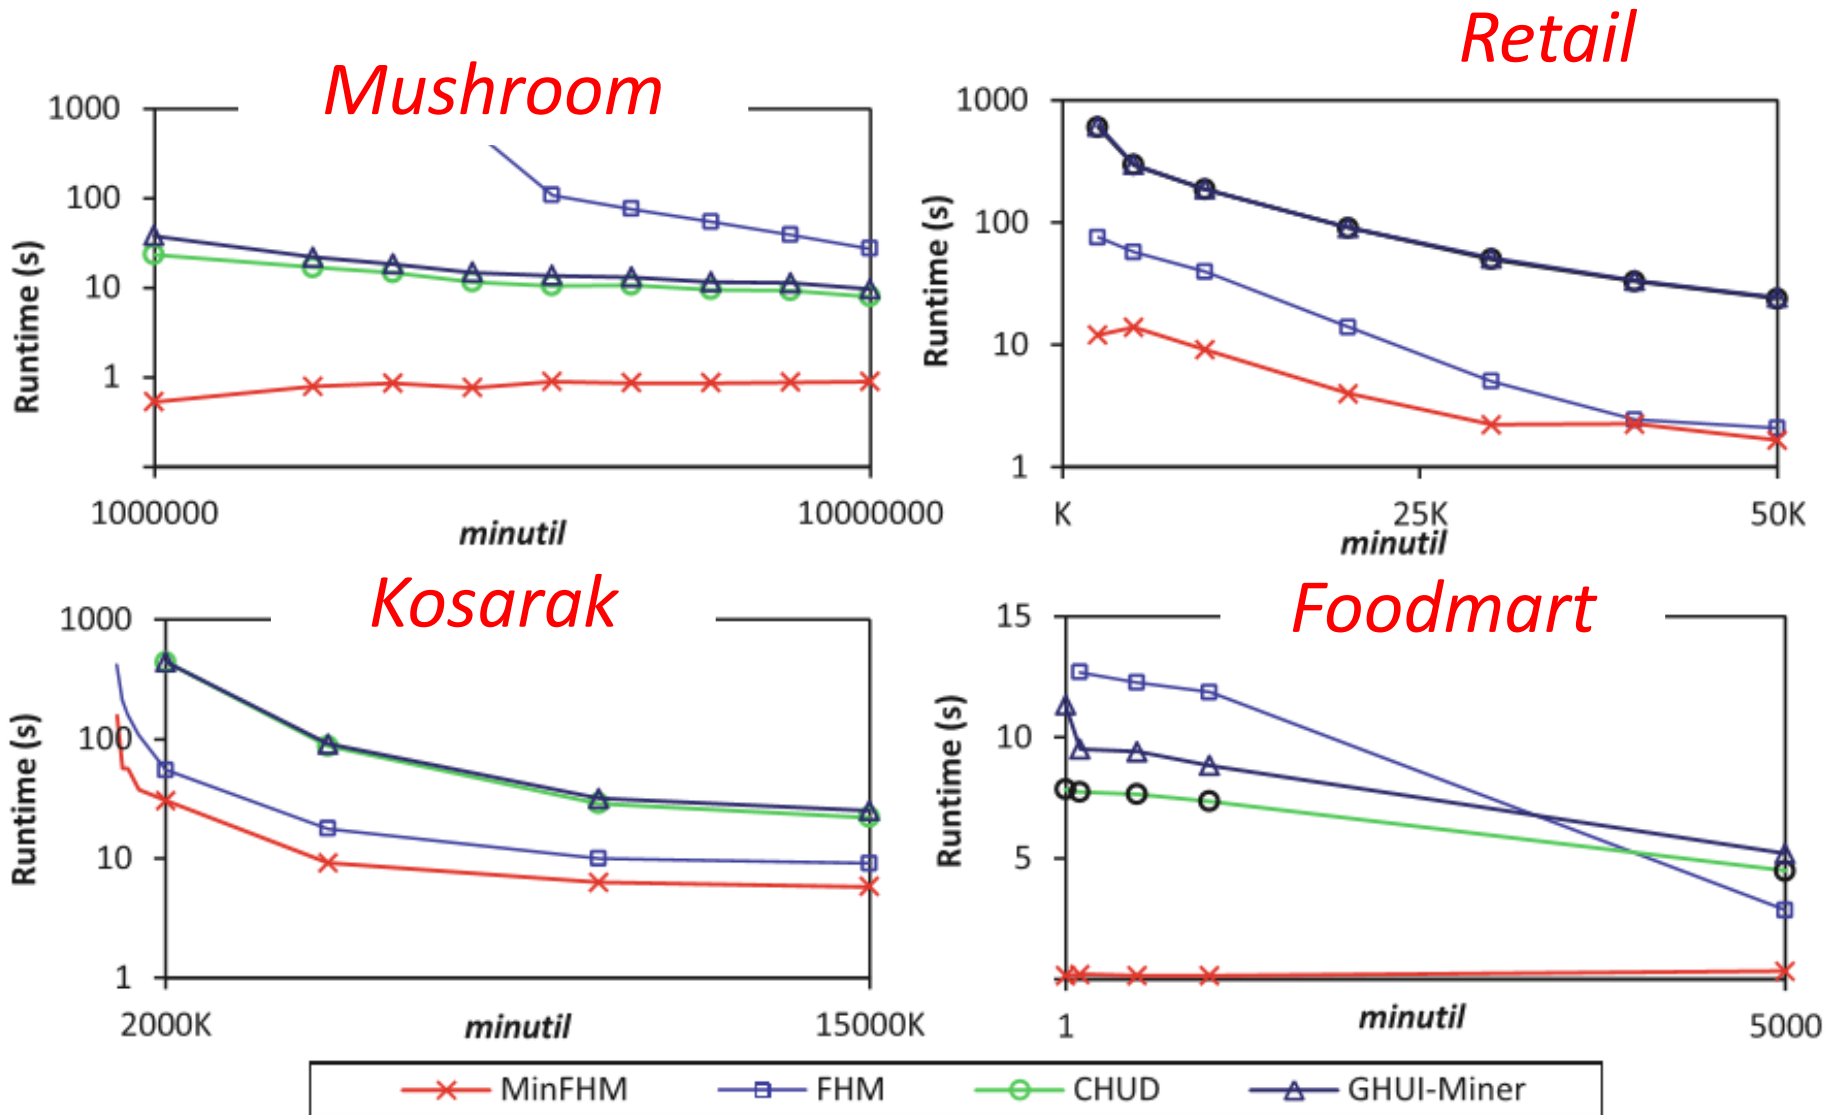 Mushroom
1000
100
10
1
Runtime (s)
1000000
minutil
10000000
Retail
1000
100
10
1
Runtime (s)
K
25K
50K
minutil
Kosarak
1000
100
10
1
Runtime (s)
2000K
minutil
15000K
Foodmart
15
10
5
Runtime (s)
1
minutil
5000
MinFHM FHM CHUD GHUI-Miner